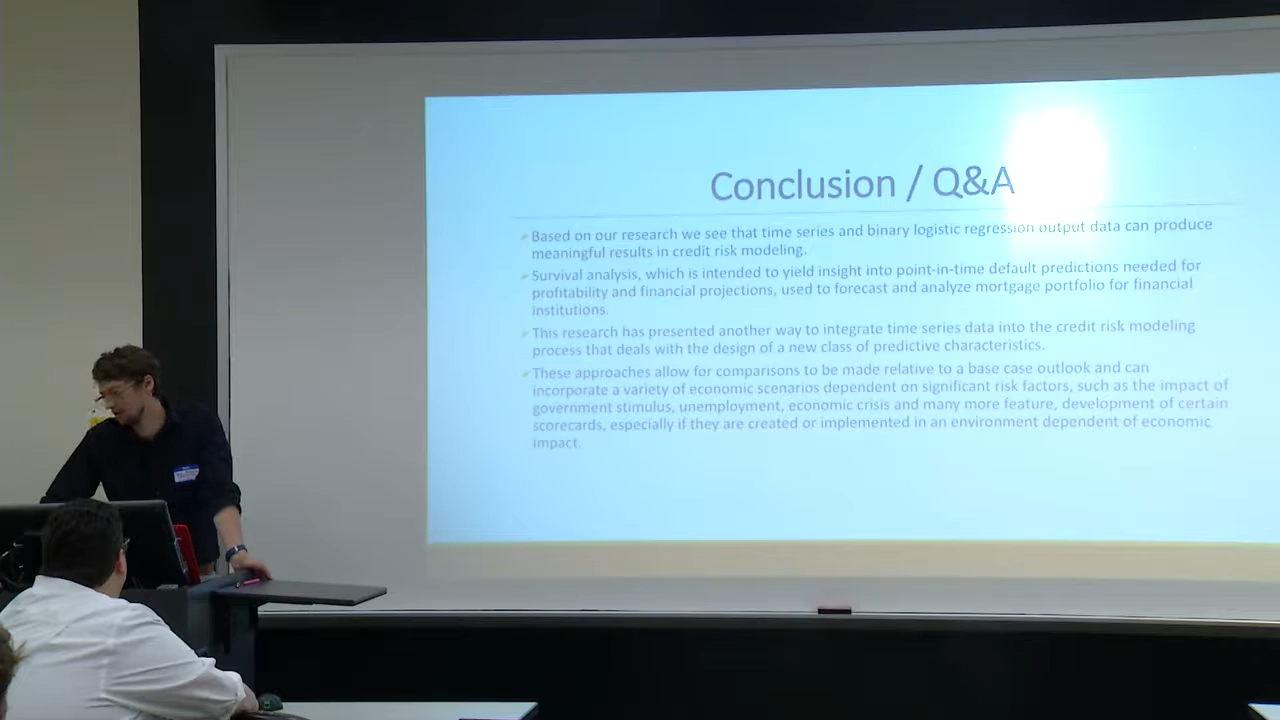 Conclusion / Q&A
Based on our research we see that time series and binary logistic regression output data can produce
meaningful results in credit risk modeling.
Survival analysis, which is intended to yield insight into point-in-time default predictions needed for
profitability and financial projections, used to forecast and analyze mortgage portfolio for financial
institutions.
This research has presented another way to integrate time series data into the credit risk modeling
process that deals with the design of a new class of predictive characteristics.
These approaches allow for comparisons to be made relative to a base case outlook and can
incorporate a variety of economic scenarios dependent on significant risk factors, such as the impact of
government stimulus, unemployment, economic crisis and many more feature, development of certain
scorecards, especially if they are created or implemented in an environment dependent of economic
impact.